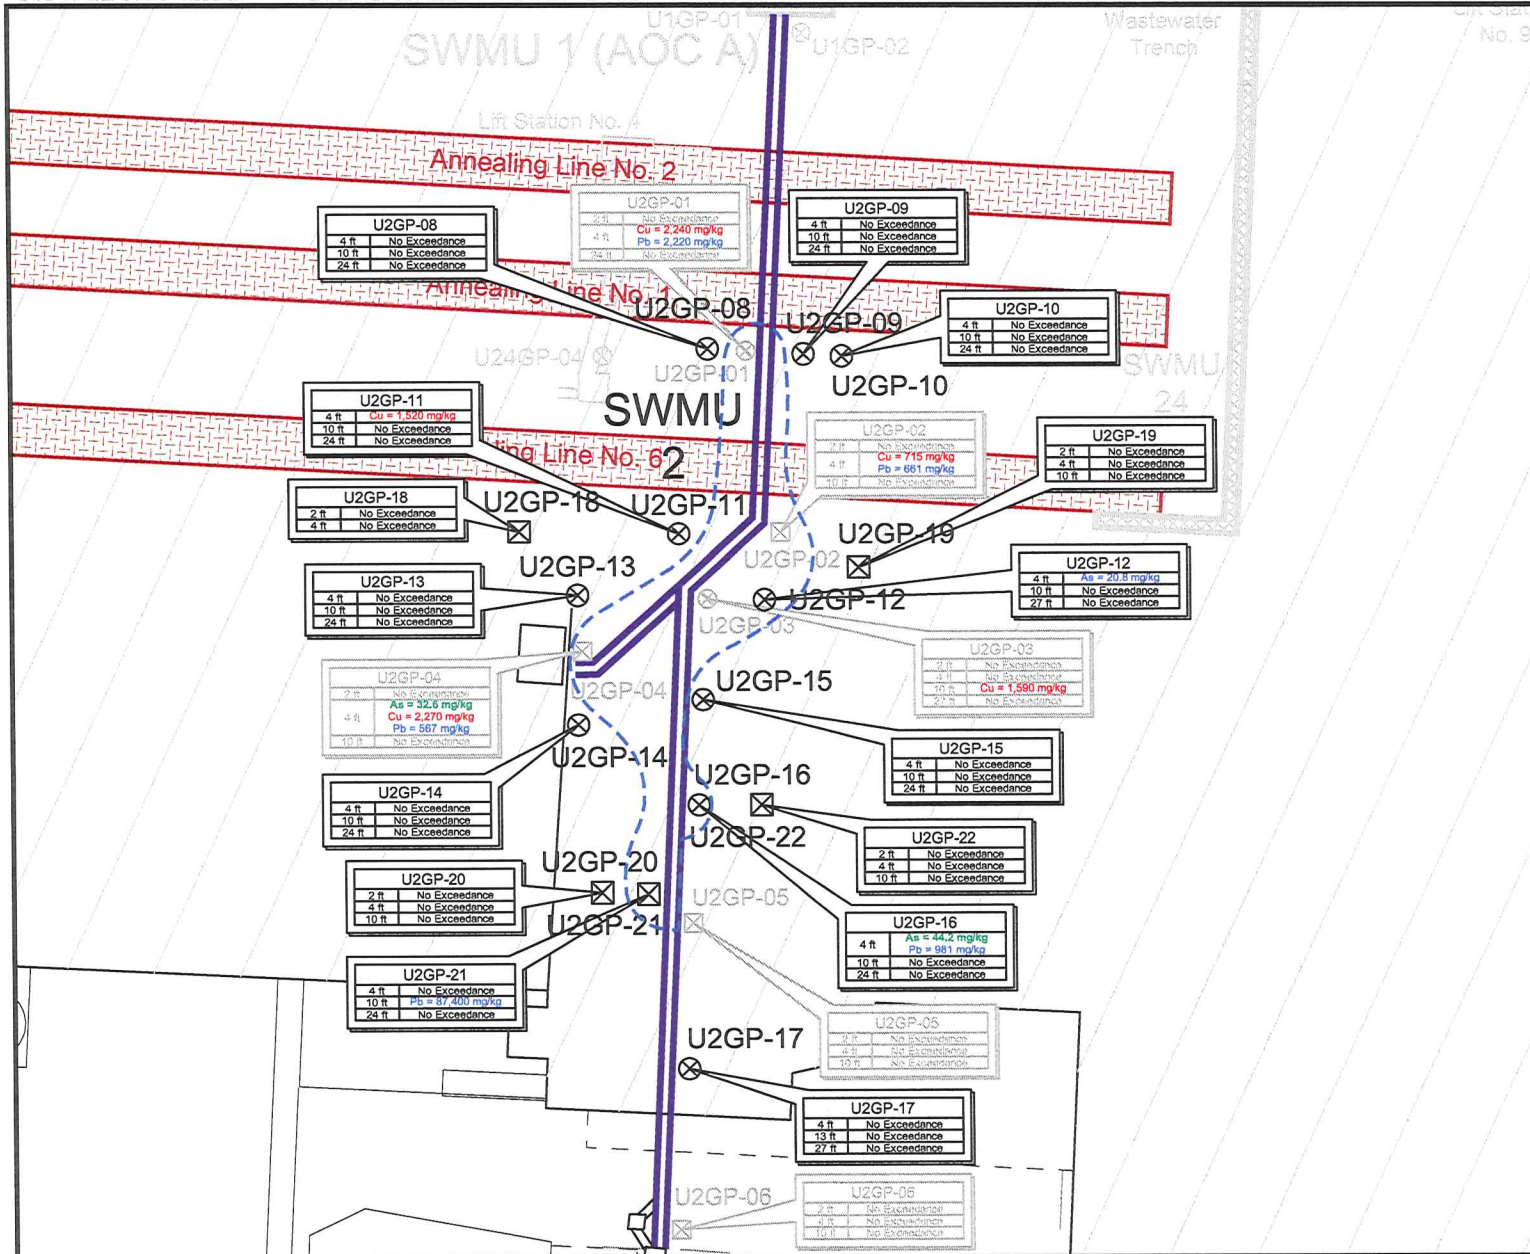 U1GP-01
U1GP-02
SWMU 1 (AOC A)
Wastewater
Trench
No. 9
Lift Station No. 4
Annealing Line No. 2
U2GP-01
2 ft No Exceedance
4 ft Cu = 2,240 mg/kg
Pb = 2,220 mg/kg
24 ft No Exceedance
U2GP-08
4 ft No Exceedance
10 ft No Exceedance
24 ft No Exceedance
U2GP-09
4 ft No Exceedance
10 ft No Exceedance
24 ft No Exceedance
Annealing Line No. 1
U2GP-08
U2GP-09
U2GP-10
4 ft No Exceedance
10 ft No Exceedance
24 ft No Exceedance
U24GP-04
U2GP-01
U2GP-10
SWMU
24
U2GP-11
4 ft Cu = 1,520 mg/kg
10 ft No Exceedance
24 ft No Exceedance
SWMU
2
ing Line No. 6
U2GP-02
2 ft No Exceedance
4 ft Cu = 715 mg/kg
Pb = 661 mg/kg
10 ft No Exceedance
U2GP-19
2 ft No Exceedance
4 ft No Exceedance
10 ft No Exceedance
U2GP-18
2 ft No Exceedance
4 ft No Exceedance
U2GP-18
U2GP-11
U2GP-02
U2GP-19
U2GP-13
U2GP-13
4 ft No Exceedance
10 ft No Exceedance
24 ft No Exceedance
U2GP-12
4 ft As = 20.8 mg/kg
10 ft No Exceedance
27 ft No Exceedance
U2GP-12
U2GP-03
U2GP-03
2 ft No Exceedance
4 ft No Exceedance
10 ft Cu = 1,590 mg/kg
27 ft No Exceedance
U2GP-04
2 ft No Exceedance
4 ft As = 32.6 mg/kg
Cu = 2,270 mg/kg
Pb = 567 mg/kg
10 ft No Exceedance
U2GP-04
U2GP-15
U2GP-14
U2GP-15
4 ft No Exceedance
10 ft No Exceedance
24 ft No Exceedance
U2GP-14
4 ft No Exceedance
10 ft No Exceedance
24 ft No Exceedance
U2GP-16
U2GP-22
U2GP-22
2 ft No Exceedance
4 ft No Exceedance
10 ft No Exceedance
U2GP-20
2 ft No Exceedance
4 ft No Exceedance
10 ft No Exceedance
U2GP-20
U2GP-21
U2GP-05
U2GP-16
4 ft As = 44.2 mg/kg
Pb = 981 mg/kg
10 ft No Exceedance
24 ft No Exceedance
U2GP-21
4 ft No Exceedance
10 ft Pb = 87,400 mg/kg
24 ft No Exceedance
U2GP-05
2 ft No Exceedance
4 ft No Exceedance
10 ft No Exceedance
U2GP-17
U2GP-17
4 ft No Exceedance
13 ft No Exceedance
27 ft No Exceedance
U2GP-06
U2GP-06
2 ft No Exceedance
4 ft No Exceedance
10 ft No Exceedance